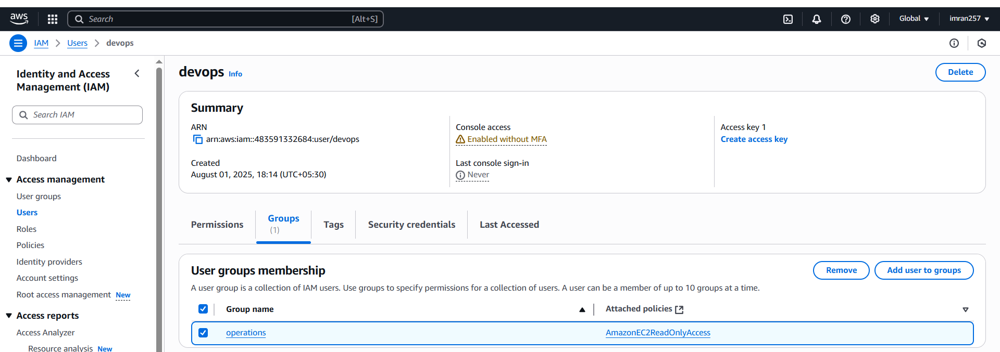 aws
Search [Alt+S]
Global
imran257
IAM
Users
devops
Identity and Access
Management (IAM)
Search IAM
Dashboard
Access management
User groups
Users
Roles
Policies
Identity providers
Account settings
Root access management New
Access reports
Access Analyzer
Resource analysis New
devops Info
Delete
Summary
ARN
arn:aws:iam::483591332684:user/devops
Created
August 01, 2025, 18:14 (UTC+05:30)
Console access
Enabled without MFA
Last console sign-in
Never
Access key 1
Create access key
Permissions
Groups
(1)
Tags
Security credentials
Last Accessed
User groups membership
Remove
Add user to groups
A user group is a collection of IAM users. Use groups to specify permissions for a collection of users. A user can be a member of up to 10 groups at a time.
Group name
Attached policies
operations
AmazonEC2ReadOnlyAccess